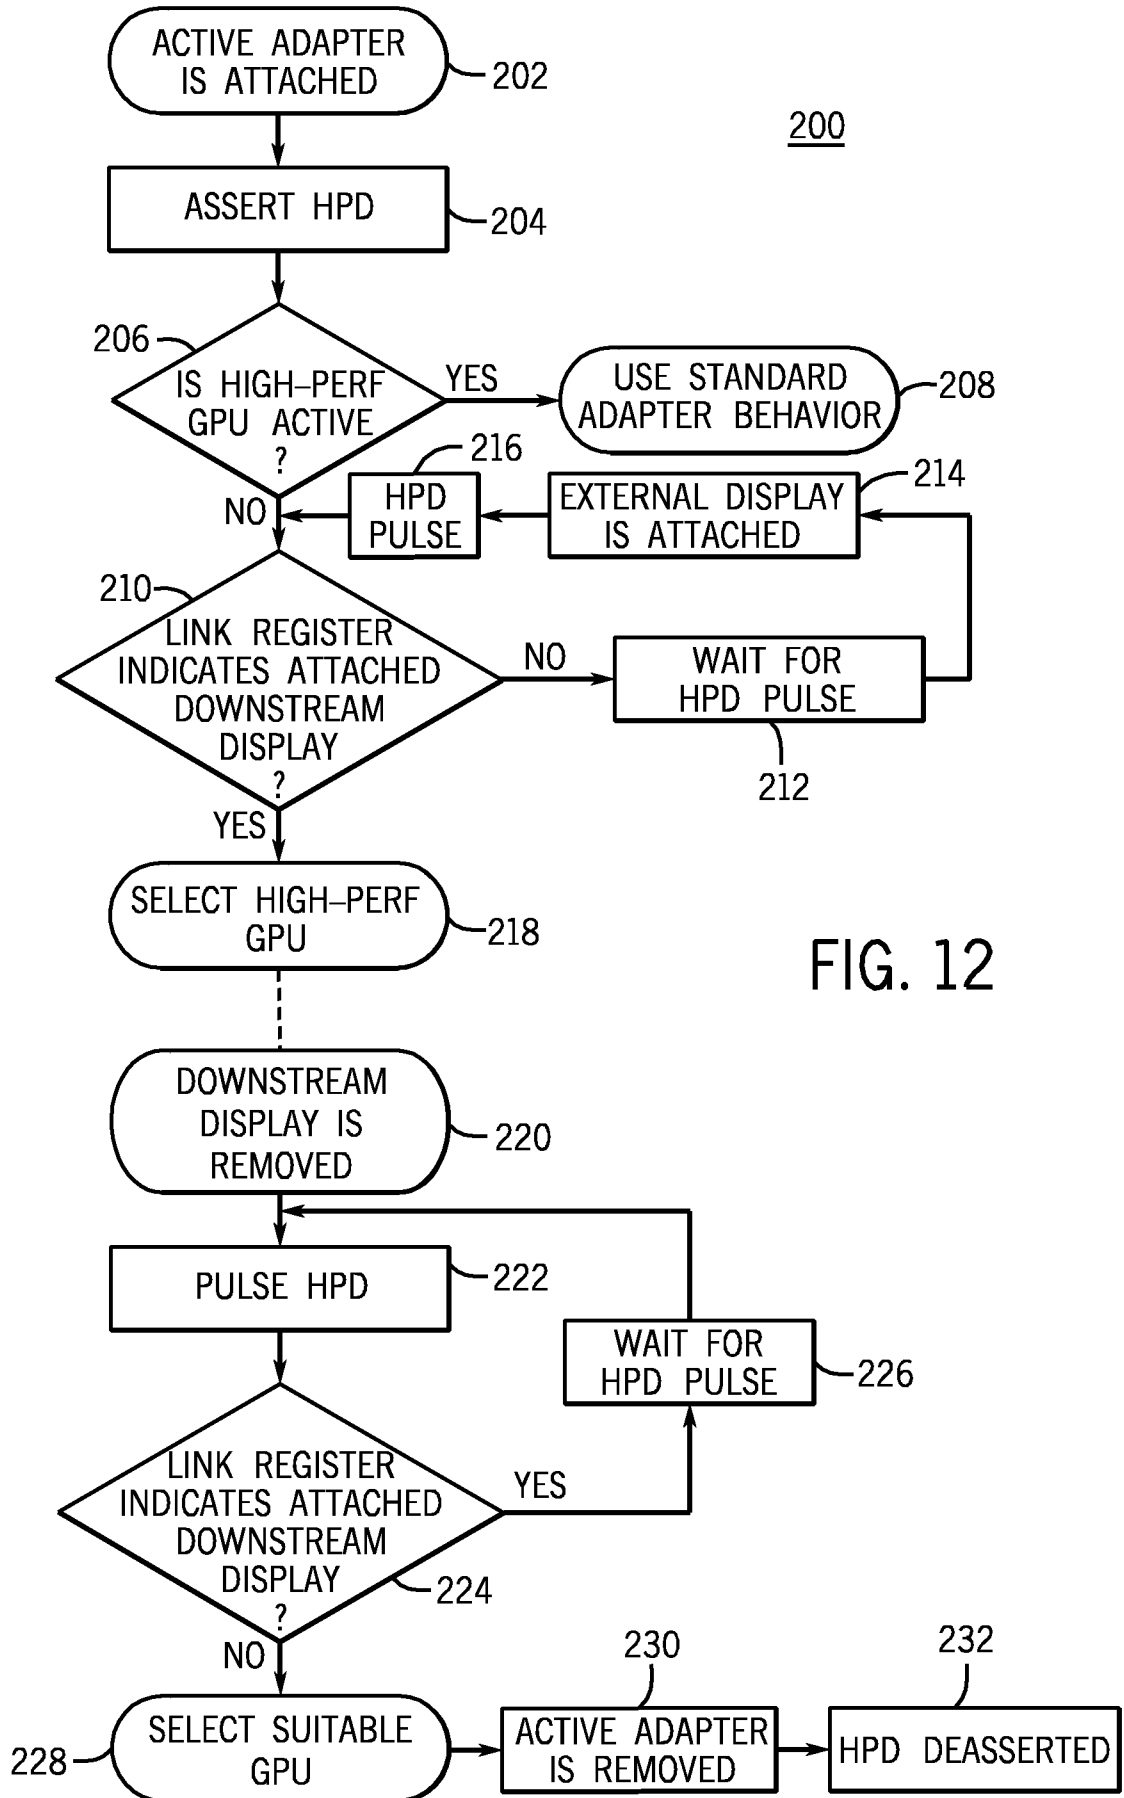 ACTIVE ADAPTER
IS ATTACHED
202
200
ASSERT HPD
204
206
IS HIGH–PERF
GPU ACTIVE
?
YES
USE STANDARD
ADAPTER BEHAVIOR
208
NO
216
HPD
PULSE
EXTERNAL DISPLAY
IS ATTACHED
214
210
LINK REGISTER
INDICATES ATTACHED
DOWNSTREAM
DISPLAY
?
NO
WAIT FOR
HPD PULSE
212
YES
SELECT HIGH–PERF
GPU
218
FIG. 12
DOWNSTREAM
DISPLAY IS
REMOVED
220
PULSE HPD
222
WAIT FOR
HPD PULSE
226
LINK REGISTER
INDICATES ATTACHED
DOWNSTREAM
DISPLAY
?
YES
224
NO
SELECT SUITABLE
GPU
228
230
ACTIVE ADAPTER
IS REMOVED
232
HPD DEASSERTED